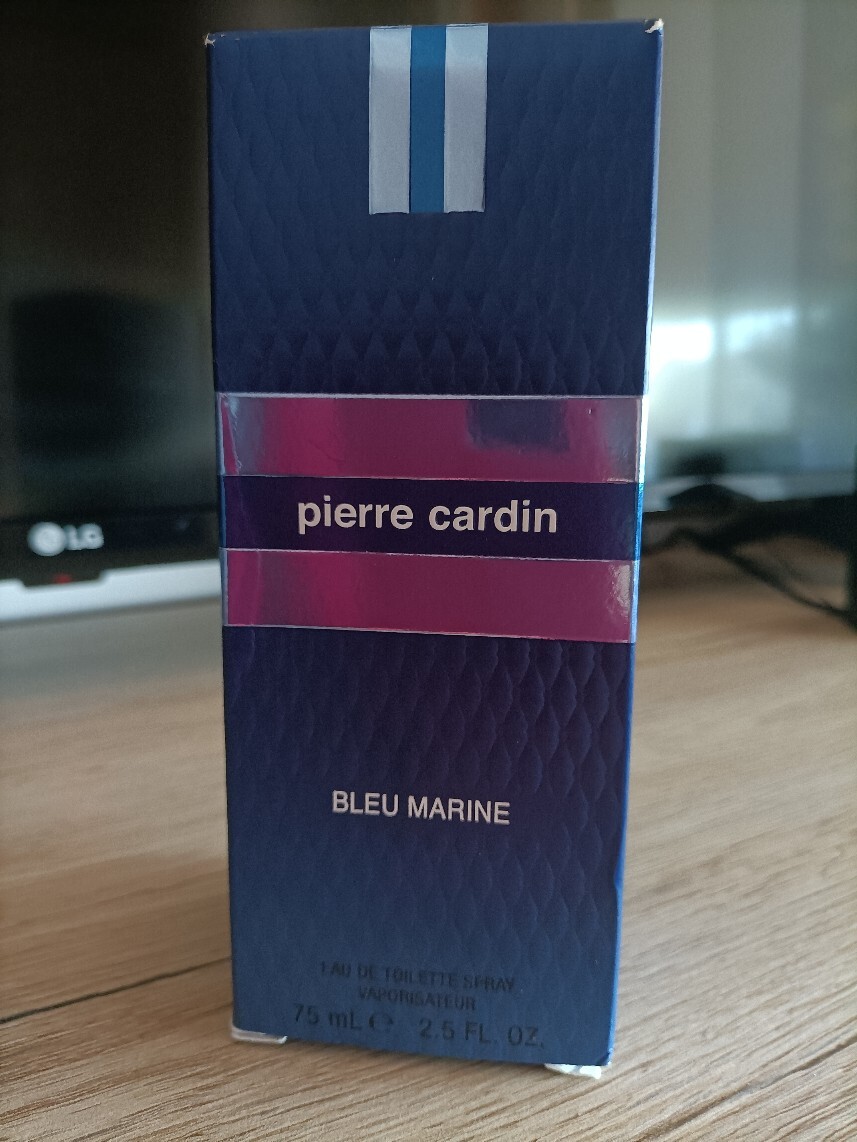 pierre cardin
LG
BLEU MARINE
EAU DE TOILETTE SPRAY
VAPORISATEUR
75 mL ℮ 2.5 FL. OZ.